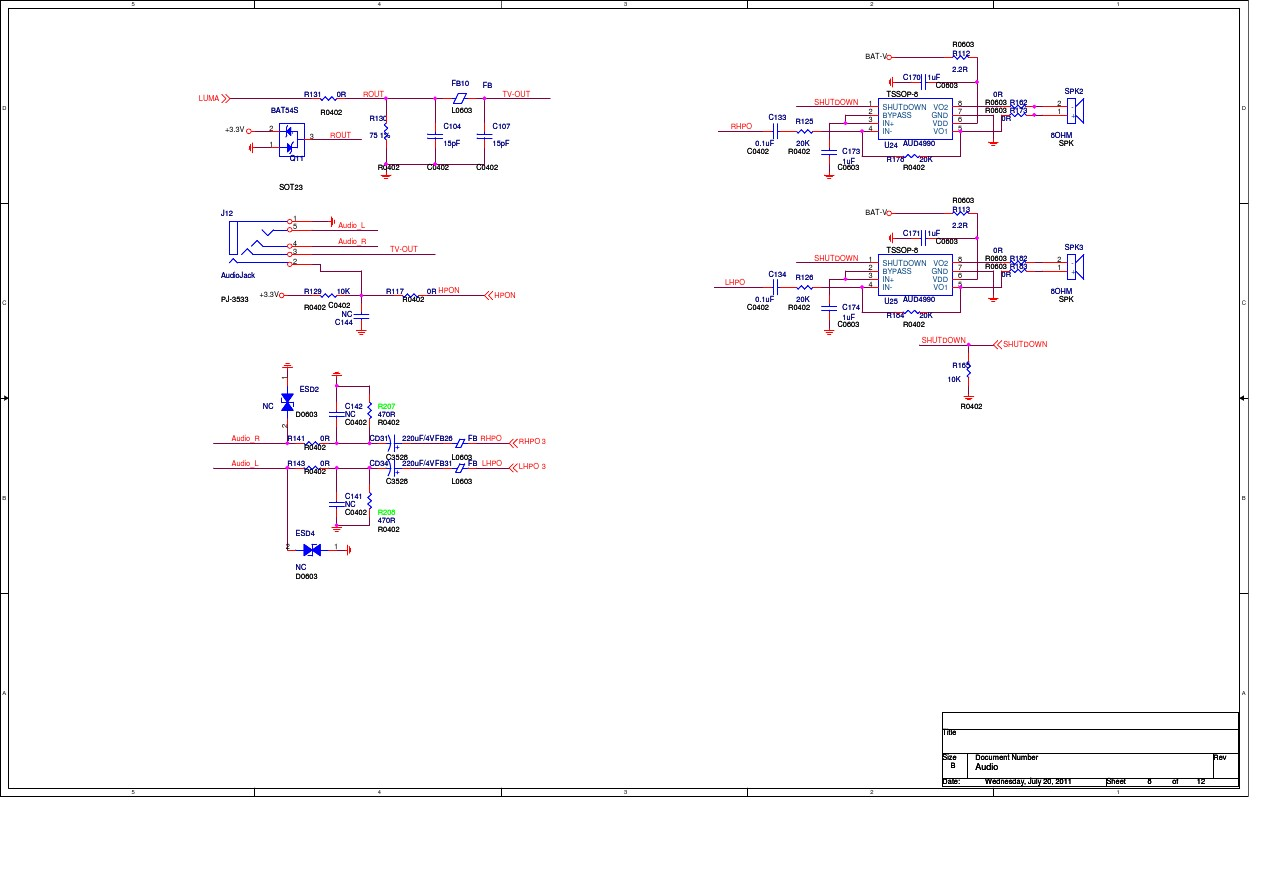 5 4 3 2 1
D
C
B
A
LUMA
R131 0R
R0402
ROUT
FB10 FB
L0603
TV-OUT
BAT54S
+3.3V
2
1
3
ROUT
Q11
SOT23
R130
75 1%
R0402
C104
15pF
C0402
C107
15pF
C0402
J12
1
5
4
3
2
Audio_L
Audio_R
TV-OUT
AudioJack
PJ-3533
+3.3V
R129 10K
R0402 C0402
NC
C144
R117 0R
R0402
HPON
HPON
1
ESD2
NC
D0603
2
C142
NC
C0402
R207
470R
R0402
Audio_R
R141 0R
R0402
CD31 220uF/4V
C3528
FB26 FB
L0603
RHPO
RHPO 3
Audio_L
R143 0R
R0402
CD34 220uF/4V
C3528
FB31 FB
L0603
LHPO
LHPO 3
C141
NC
C0402
R208
470R
R0402
ESD4
2 1
NC
D0603
R0603
BAT-V
R112
2.2R
C170 1uF
C0603
TSSOP-8
SHUTDOWN
1 SHUTDOWN VO2 8
2 BYPASS GND 7
3 IN+ VDD 6
4 IN- VO1 5
U24 AUD4990
RHPO
C133
0.1uF
C0402
R125
20K
R0402
C173
1uF
C0603
R178 20K
R0402
0R
R0603 R162
R0603 R173
0R
SPK2
2 -
1 +
8OHM
SPK
R0603
BAT-V
R113
2.2R
C171 1uF
C0603
TSSOP-8
SHUTDOWN
1 SHUTDOWN VO2 8
2 BYPASS GND 7
3 IN+ VDD 6
4 IN- VO1 5
U25 AUD4990
LHPO
C134
0.1uF
C0402
R126
20K
R0402
C174
1uF
C0603
R184 20K
R0402
0R
R0603 R182
R0603 R183
0R
SPK3
2 -
1 +
8OHM
SPK
SHUTDOWN
SHUTDOWN
R165
10K
R0402
Title
Size Document Number Rev
B Audio
Date: Wednesday, July 20, 2011 Sheet 8 of 12
D
C
B
A
5 4 3 2 1